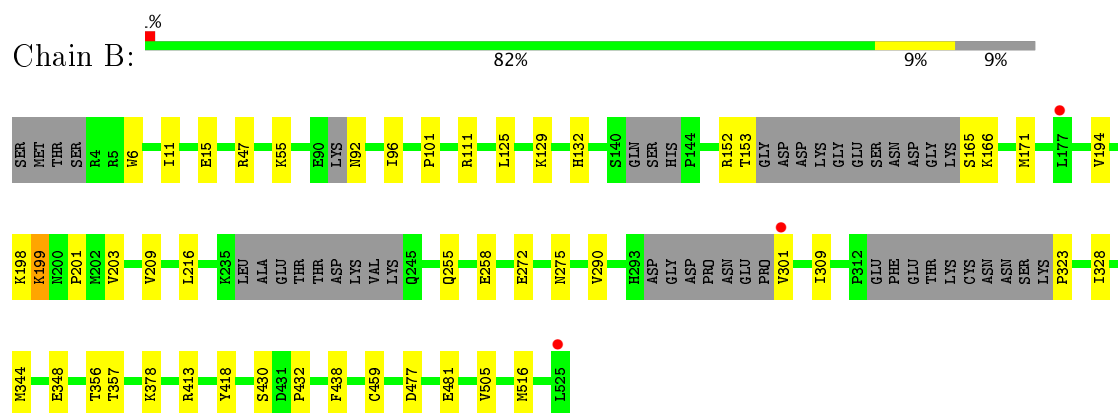 .%
Chain B:
82% 9% 9%
SER MET THR SER R4 R5 W6 I11 E15 R47 K55 E90 LYS N92 I96 P101 R111 L125 K129 H132 S140 GLN SER HIS P144 R152 T153 GLY ASP ASP LYS GLY GLU SER ASN ASP GLY LYS S165 K166 M171 L177 V194
K198 K199 N200 P201 M202 V203 V209 L216 K235 LEU ALA GLU THR THR ASP LYS VAL LYS Q245 Q255 E258 E272 N275 V290 H293 ASP GLY ASP PRO ASN GLU PRO V301 I309 P312 GLU PHE GLU THR LYS CYS ASN ASN SER LYS P323 I328
M344 E348 T356 T357 K378 R413 Y418 S430 D431 P432 F438 C459 D477 E481 V505 M516 L525